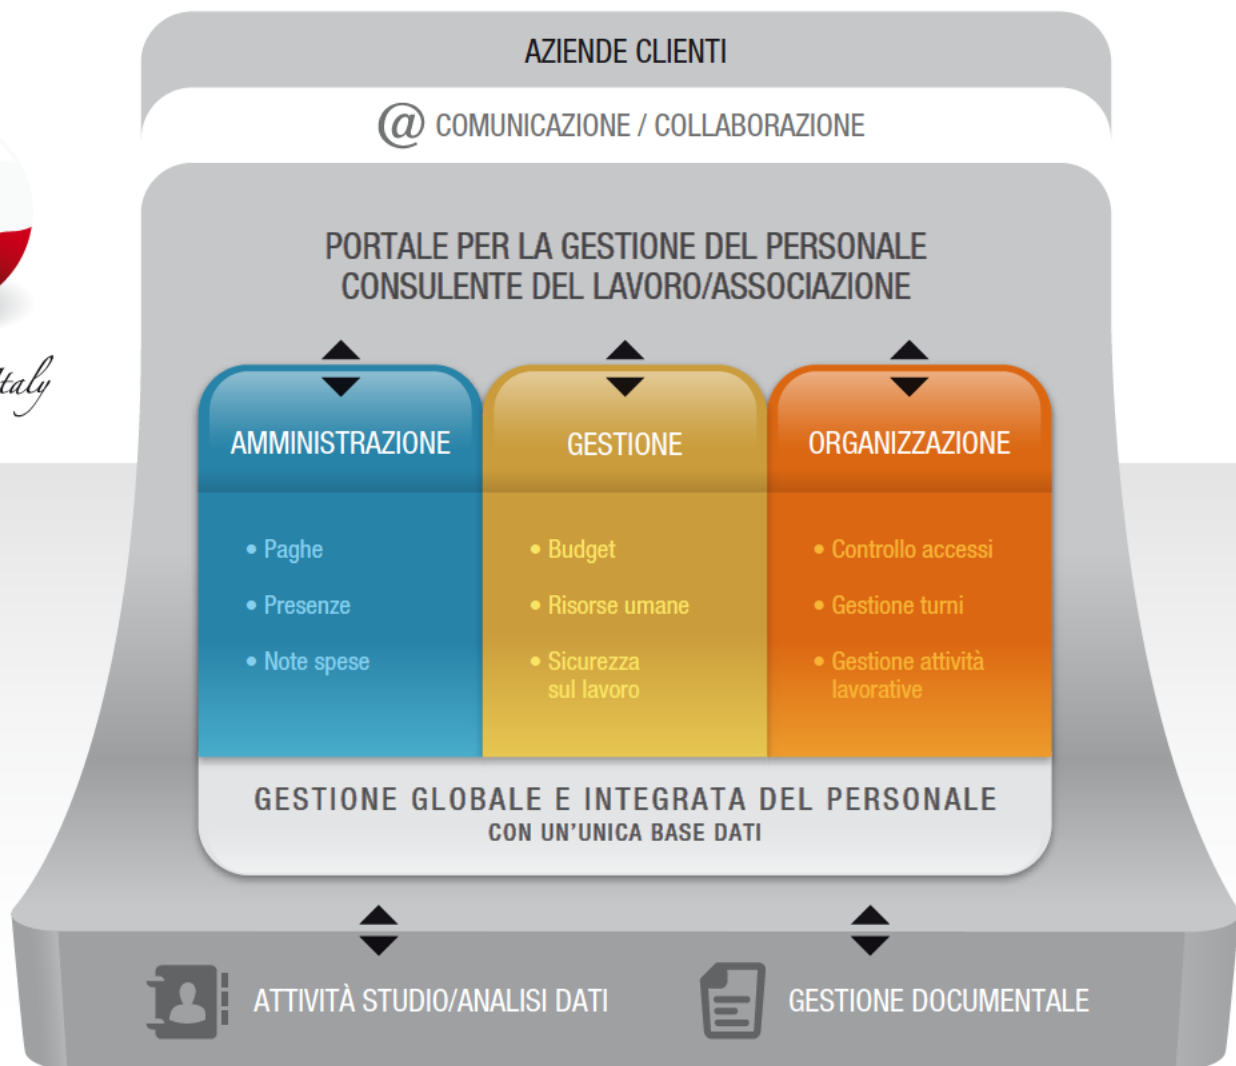 AZIENDE CLIENTI
@ COMUNICAZIONE / COLLABORAZIONE
PORTALE PER LA GESTIONE DEL PERSONALE
CONSULENTE DEL LAVORO/ASSOCIAZIONE
Italy
AMMINISTRAZIONE
• Paghe
• Presenze
• Note spese
GESTIONE
• Budget
• Risorse umane
• Sicurezza
sul lavoro
ORGANIZZAZIONE
• Controllo accessi
• Gestione turni
• Gestione attività
lavorative
GESTIONE GLOBALE E INTEGRATA DEL PERSONALE
CON UN'UNICA BASE DATI
ATTIVITÀ STUDIO/ANALISI DATI
GESTIONE DOCUMENTALE